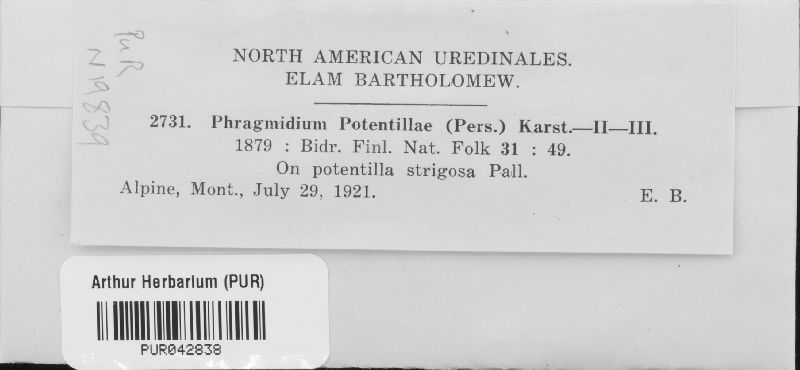 PuR
N19839
NORTH AMERICAN UREDINALES.
ELAM BARTHOLOMEW.
2731. Phragmidium Potentillae (Pers.) Karst.—II—III.
1879 : Bidr. Finl. Nat. Folk 31 : 49.
On potentilla strigosa Pall.
Alpine, Mont., July 29, 1921. E. B.
Arthur Herbarium (PUR)
PUR042838